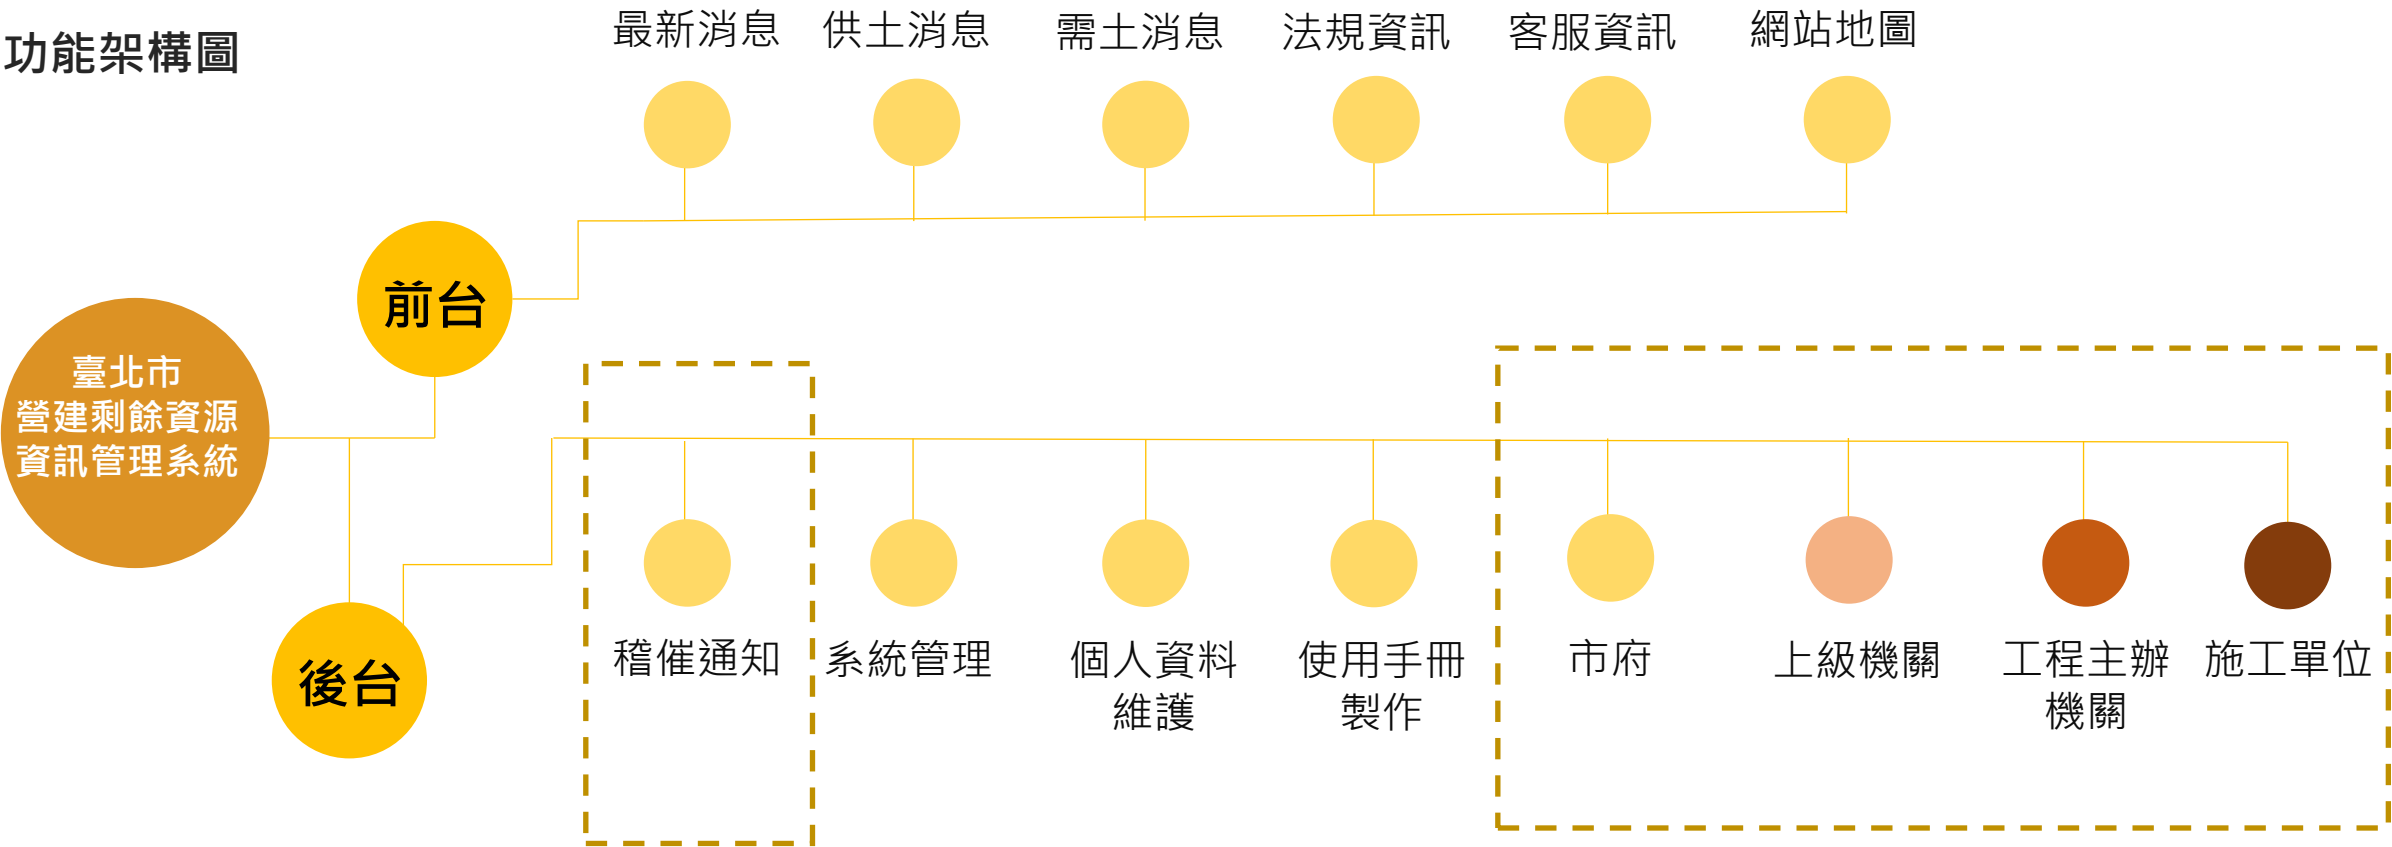 功能架構圖
最新消息
供土消息
需土消息
法規資訊
客服資訊
網站地圖
前台
臺北市
營建剩餘資源
資訊管理系統
後台
稽催通知
系統管理
個人資料
維護
使用手冊
製作
市府
上級機關
工程主辦
機關
施工單位